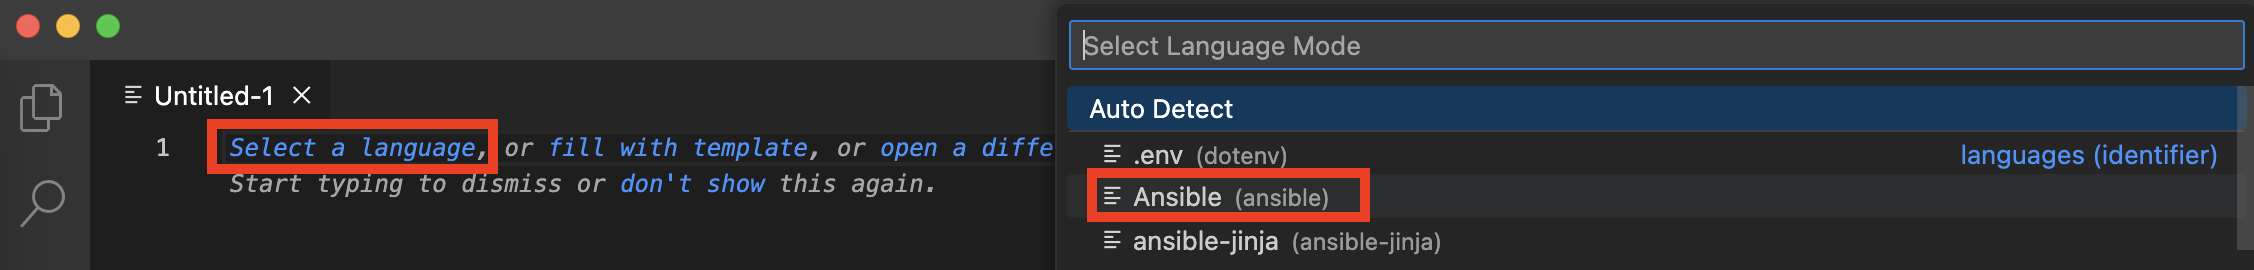 Untitled-1
1 Select a language, or fill with template, or open a diffe
Start typing to dismiss or don't show this again.
Select Language Mode
Auto Detect
.env (dotenv) languages (identifier)
Ansible (ansible)
ansible-jinja (ansible-jinja)